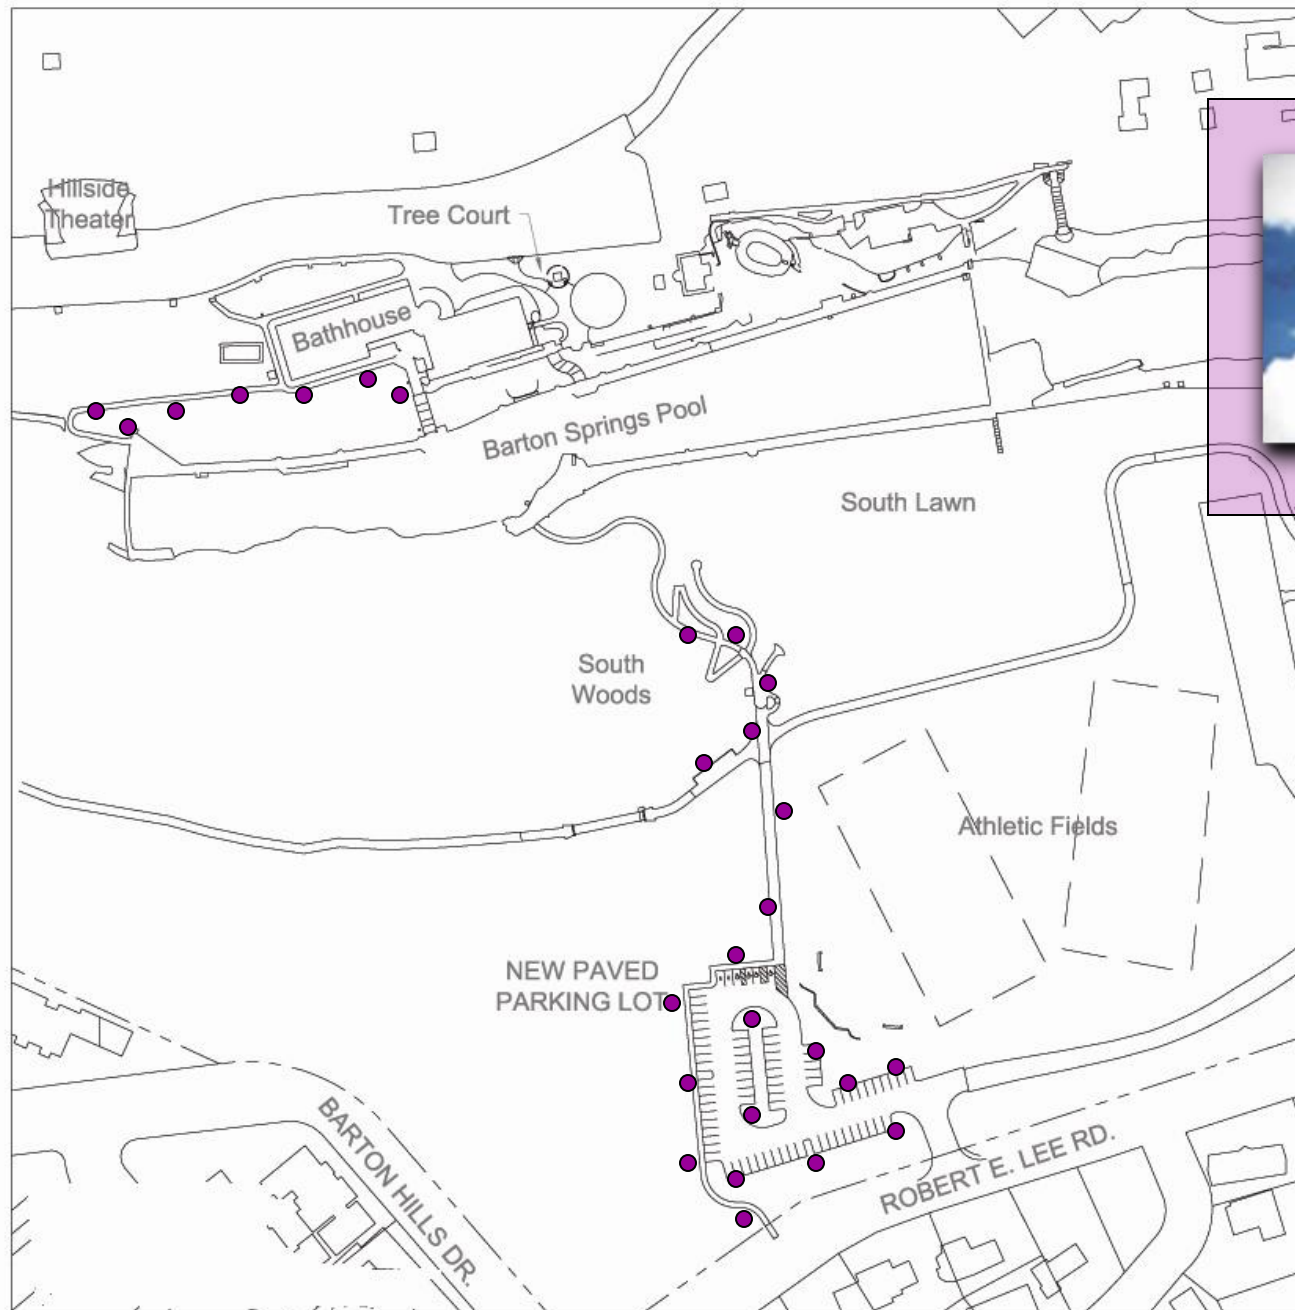 Hillside
Theater
Tree Court
Bathhouse
Barton Springs Pool
South Lawn
South
Woods
Athletic Fields
NEW PAVED
PARKING LOT
BARTON HILLS DR.
ROBERT E. LEE RD.